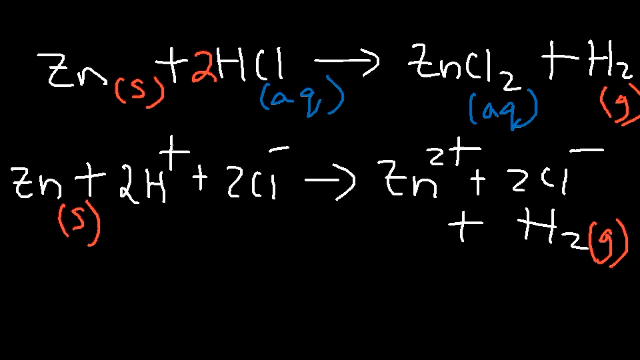 Zn(s) + 2HCl(aq) → ZnCl₂(aq) + H₂(g)
Zn(s) + 2H⁺ + 2Cl⁻ → Zn²⁺ + 2Cl⁻
+ H₂(g)